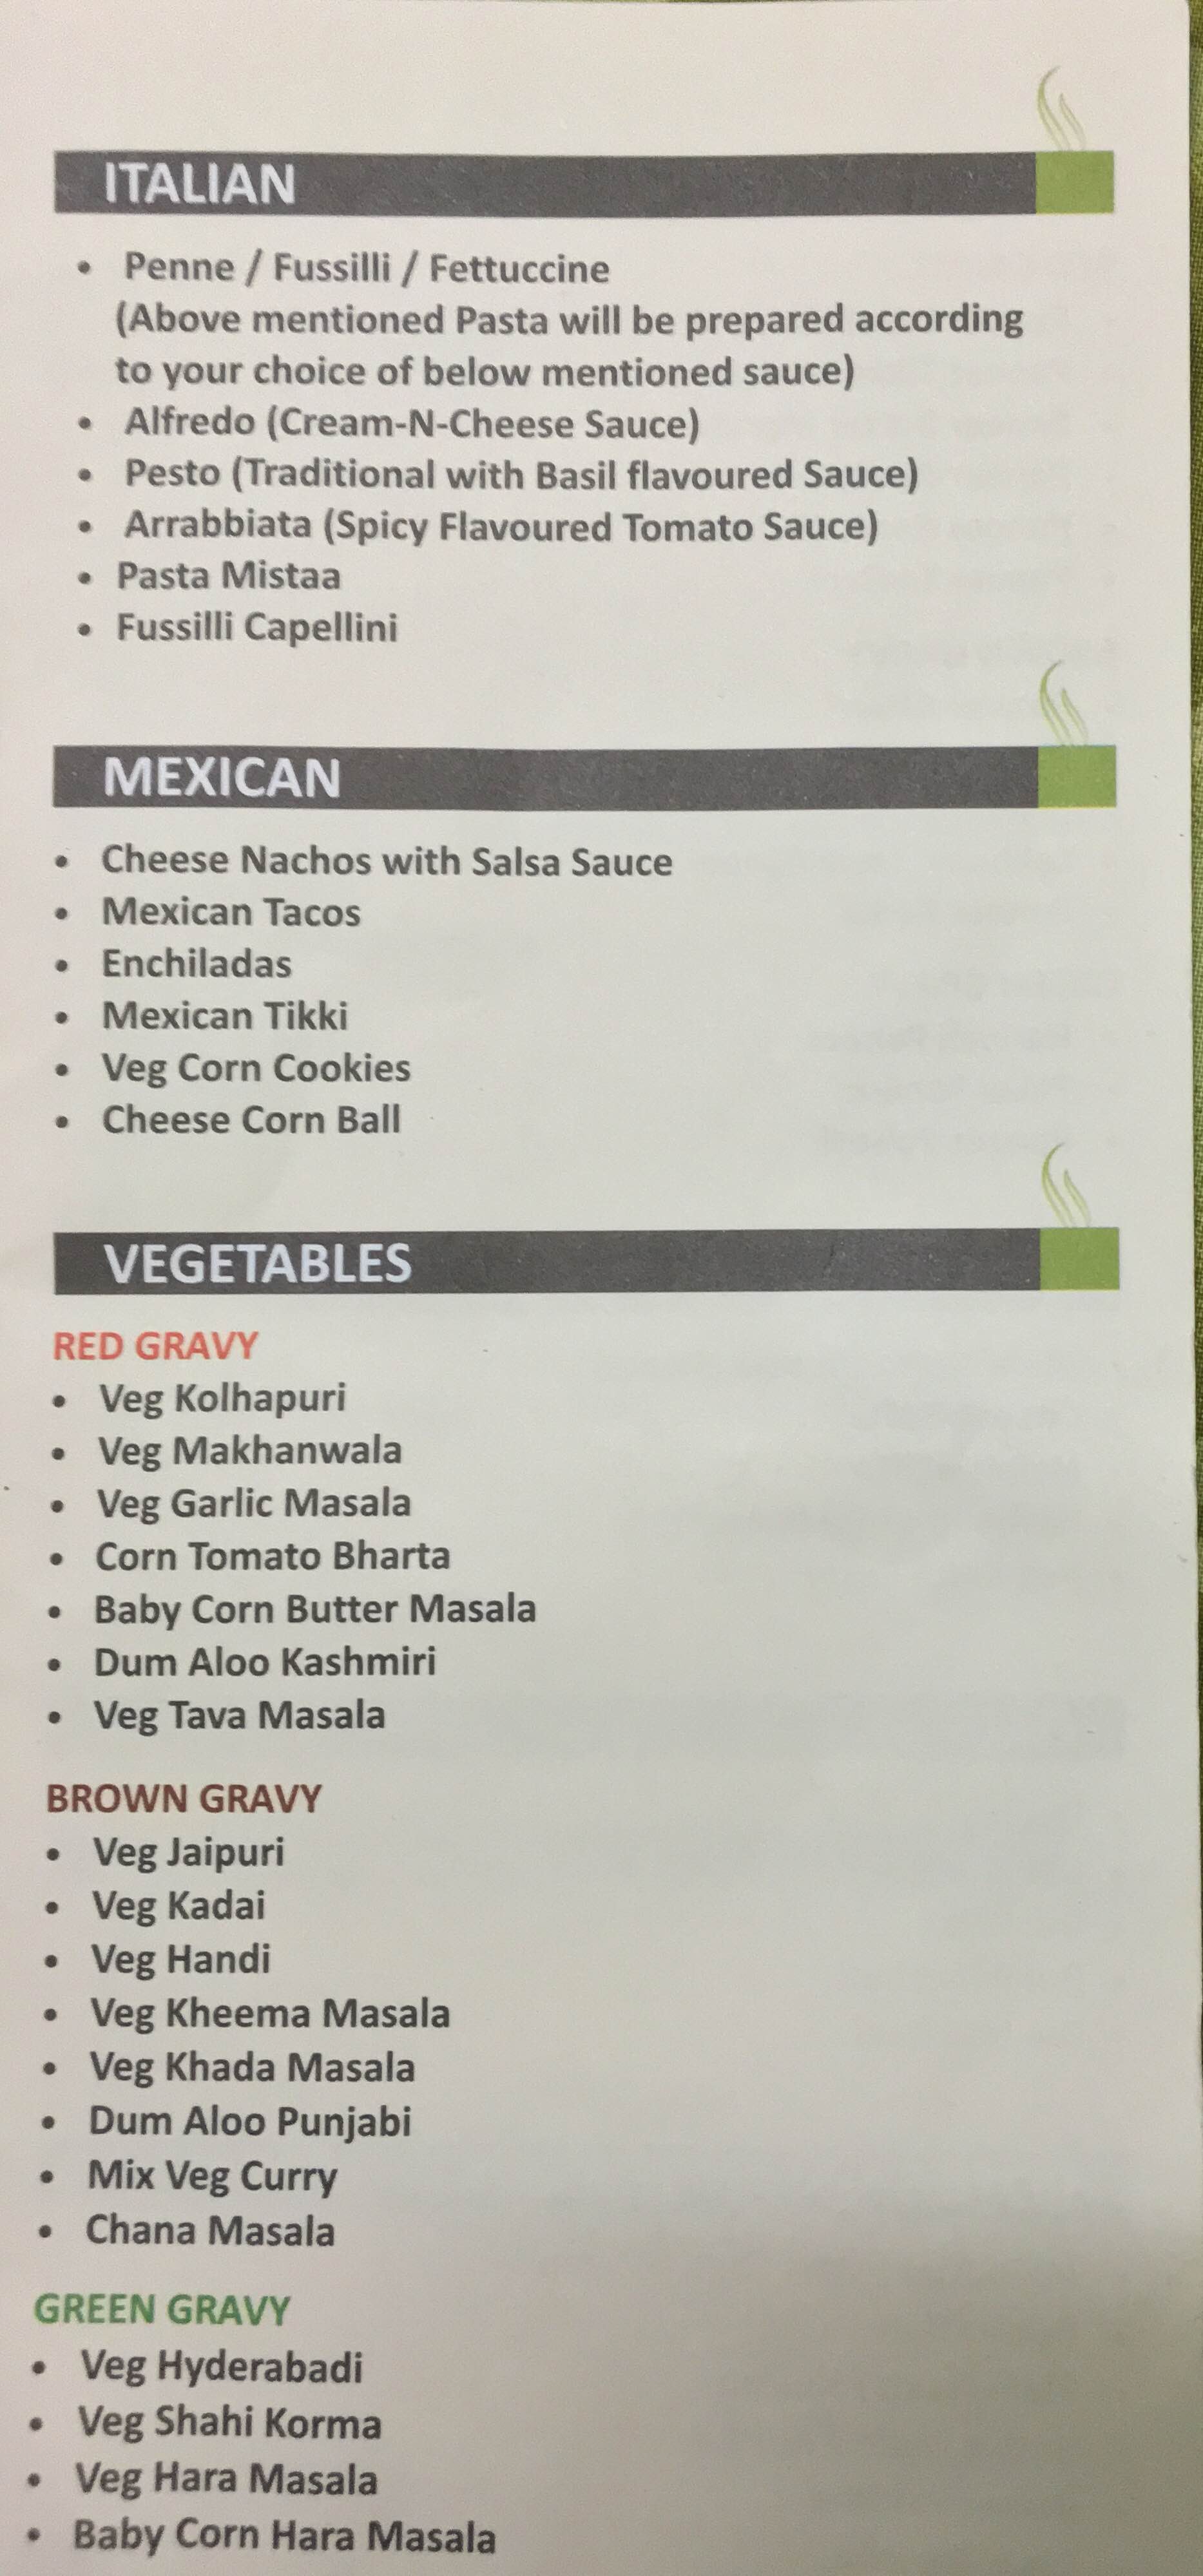 ITALIAN
• Penne / Fussilli / Fettuccine
(Above mentioned Pasta will be prepared according
to your choice of below mentioned sauce)
• Alfredo (Cream-N-Cheese Sauce)
• Pesto (Traditional with Basil flavoured Sauce)
• Arrabbiata (Spicy Flavoured Tomato Sauce)
• Pasta Mistaa
• Fussilli Capellini
MEXICAN
• Cheese Nachos with Salsa Sauce
• Mexican Tacos
• Enchiladas
• Mexican Tikki
• Veg Corn Cookies
• Cheese Corn Ball
VEGETABLES
RED GRAVY
• Veg Kolhapuri
• Veg Makhanwala
• Veg Garlic Masala
• Corn Tomato Bharta
• Baby Corn Butter Masala
• Dum Aloo Kashmiri
• Veg Tava Masala
BROWN GRAVY
• Veg Jaipuri
• Veg Kadai
• Veg Handi
• Veg Kheema Masala
• Veg Khada Masala
• Dum Aloo Punjabi
• Mix Veg Curry
• Chana Masala
GREEN GRAVY
• Veg Hyderabadi
• Veg Shahi Korma
• Veg Hara Masala
• Baby Corn Hara Masala